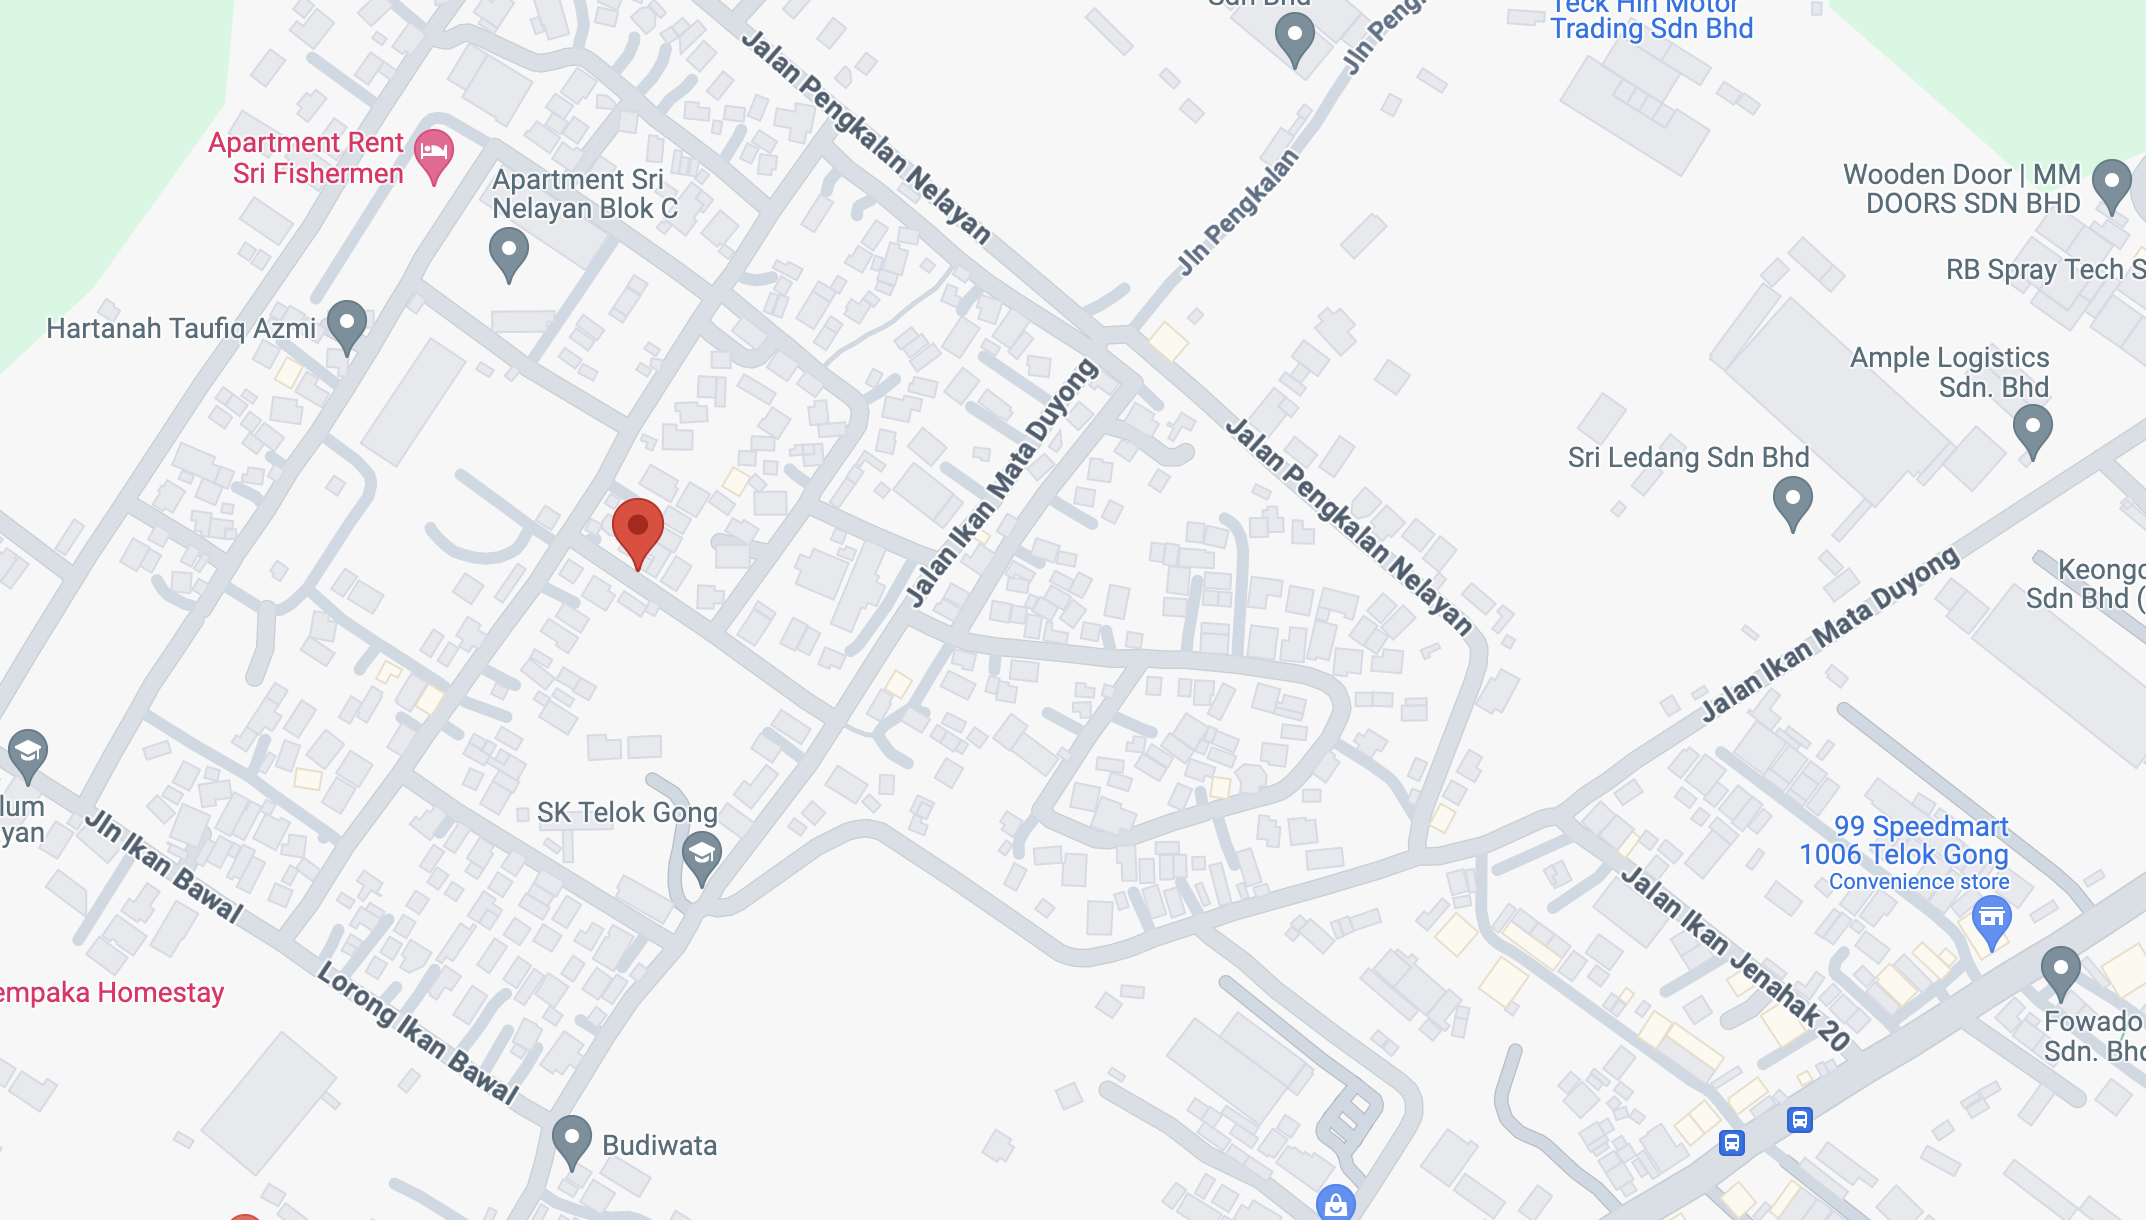 Sdn Bhd
Teck Hin Motor
Trading Sdn Bhd
Jalan Pengkalan Nelayan
Jln Pengkalan
Apartment Rent
Sri Fishermen
Apartment Sri
Nelayan Blok C
Jln Pengkalan
Wooden Door | MM
DOORS SDN BHD
RB Spray Tech S
Hartanah Taufiq Azmi
Ample Logistics
Sdn. Bhd
Jalan Ikan Mata Duyong
Jalan Pengkalan Nelayan
Sri Ledang Sdn Bhd
Keongc
Sdn Bhd (
Jalan Ikan Mata Duyong
lum
yan
Jln Ikan Bawal
SK Telok Gong
99 Speedmart
1006 Telok Gong
Convenience store
Jalan Ikan Jenahak 20
empaka Homestay
Lorong Ikan Bawal
Fowado
Sdn. Bhd
Budiwata